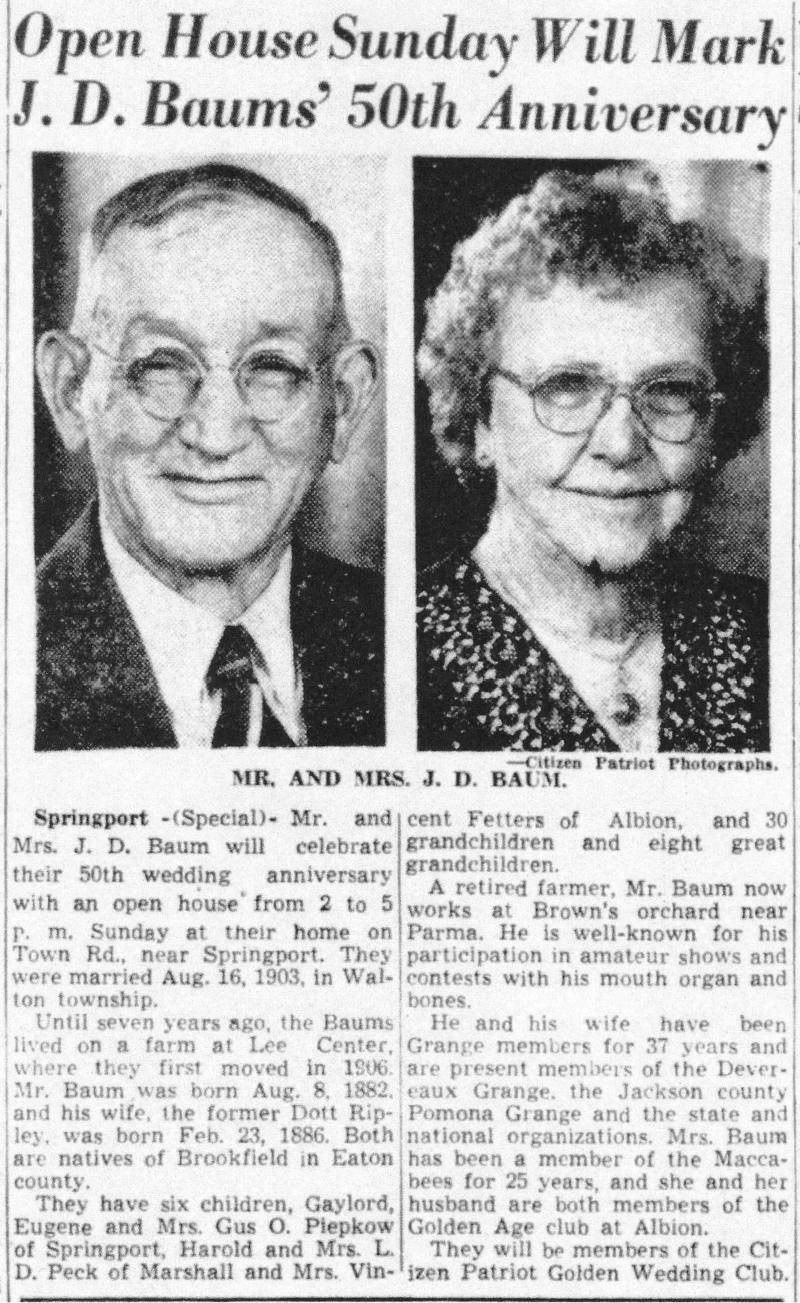 Open House Sunday Will Mark
J. D. Baums' 50th Anniversary
—Citizen Patriot Photographs.
MR. AND MRS. J. D. BAUM.
Springport -(Special)- Mr. and
Mrs. J. D. Baum will celebrate
their 50th wedding anniversary
with an open house from 2 to 5
p. m. Sunday at their home on
Town Rd., near Springport. They
were married Aug. 16, 1903, in Wal-
ton township.
Until seven years ago, the Baums
lived on a farm at Lee Center,
where they first moved in 1906.
Mr. Baum was born Aug. 8, 1882,
and his wife, the former Dott Rip-
ley, was born Feb. 23, 1886. Both
are natives of Brookfield in Eaton
county.
They have six children, Gaylord,
Eugene and Mrs. Gus O. Piepkow
of Springport, Harold and Mrs. L.
D. Peck of Marshall and Mrs. Vin-
cent Fetters of Albion, and 30
grandchildren and eight great
grandchildren.
A retired farmer, Mr. Baum now
works at Brown's orchard near
Parma. He is well-known for his
participation in amateur shows and
contests with his mouth organ and
bones.
He and his wife have been
Grange members for 37 years and
are present members of the Dever-
eaux Grange, the Jackson county
Pomona Grange and the state and
national organizations. Mrs. Baum
has been a member of the Macca-
bees for 25 years, and she and her
husband are both members of the
Golden Age club at Albion.
They will be members of the Cit-
izen Patriot Golden Wedding Club.